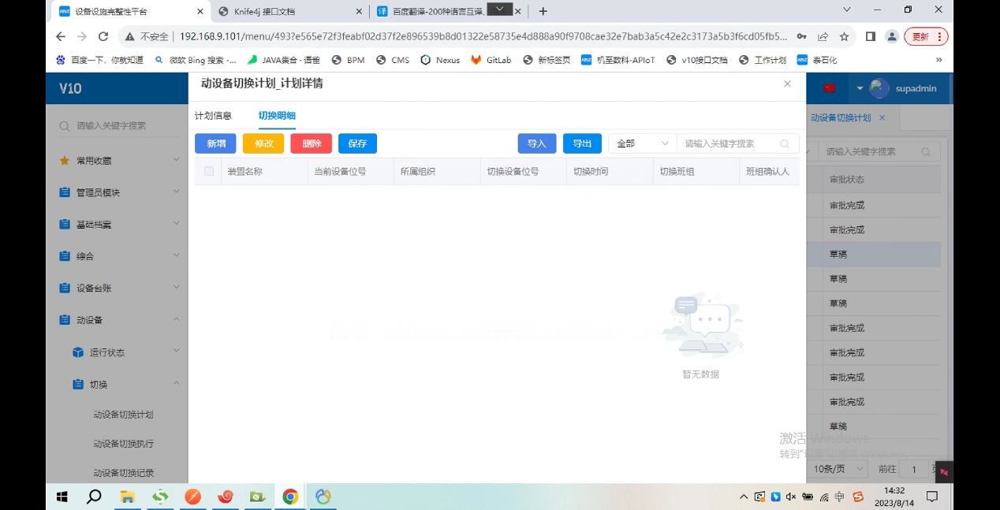 设备设施完整性平台
Knife4j 接口文档
百度翻译-200种语言互译、
不安全 192.168.9.101/menu/493?e565e72f3feabf02d37f2e896539b8d01322e58735e4d888a90f9708cae32e7bab3a5c42e2c3173a5b3f6cd05fb5... 更新
百度一下，你就知道 微软 Bing 搜索 -... JAVA集合 · 语雀 BPM CMS Nexus GitLab 新标签页 机至数科-APIoT v10接口文档 工作计划 泰石化 »
V10 动设备切换计划_计划详情 supadmin
计划信息 切换明细 动设备切换计划
请输入关键字搜索
新增 修改 删除 保存 导入 导出 全部 请输入关键字搜索 请输入关键字搜索
装置名称 当前设备位号 所属组织 切换设备位号 切换时间 切换班组 班组确认人 审批状态
常用收藏
管理员模块
基础档案
综合
设备台账
动设备
运行状态
切换
动设备切换计划
动设备切换执行
动设备切换记录
暂无数据
审批完成
审批完成
草稿
草稿
草稿
审批完成
审批完成
审批完成
审批完成
草稿
激活 Windows
转到"设置"以激活 Windows。
10条/页 前往 1
中
14:32
2023/8/14